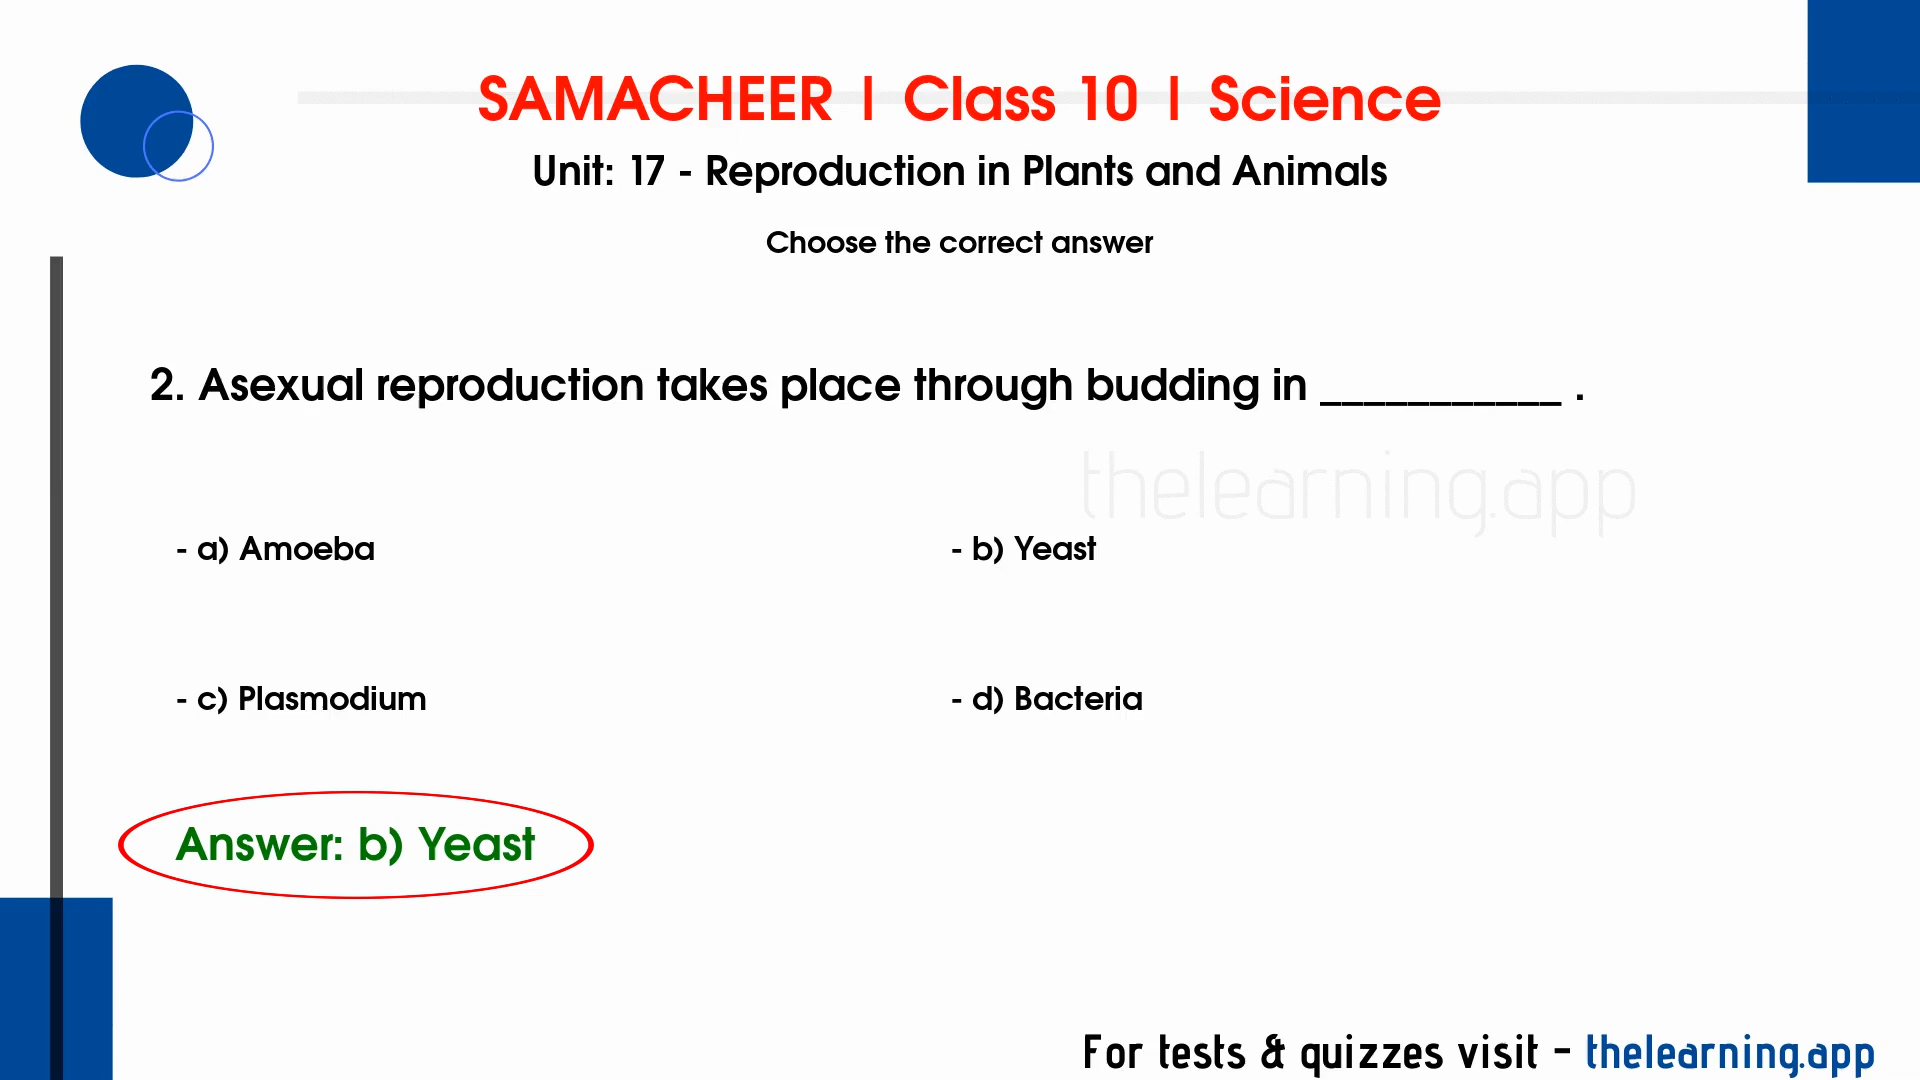 SAMACHEER | Class 10 | Science
Unit: 17 - Reproduction in Plants and Animals
Choose the correct answer
2. Asexual reproduction takes place through budding in ___________ .
thelearning.app
- a) Amoeba
- b) Yeast
- c) Plasmodium
- d) Bacteria
Answer: b) Yeast
For tests & quizzes visit - thelearning.app